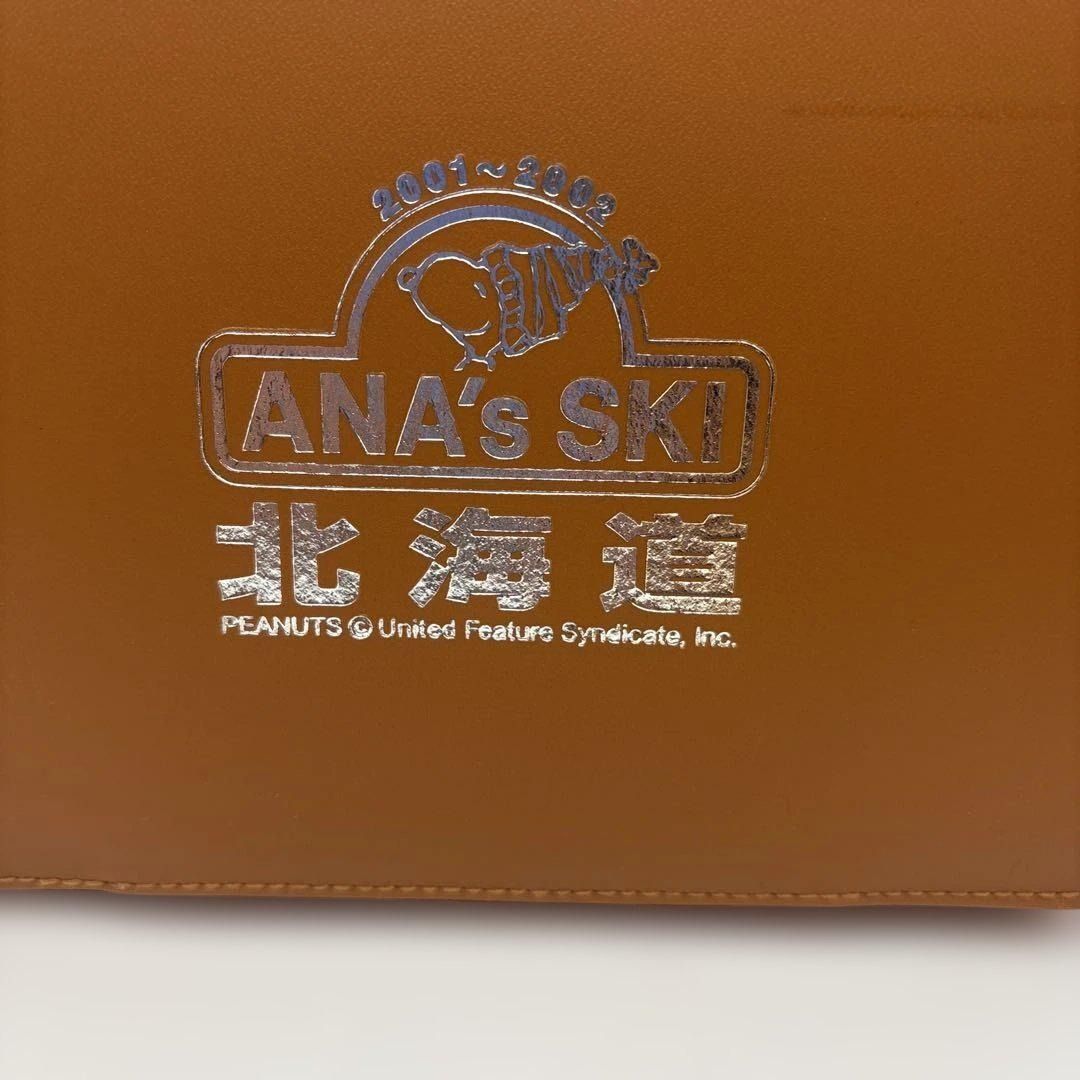 2001~2002
ANA's SKI
北海道
PEANUTS © United Feature Syndicate, Inc.